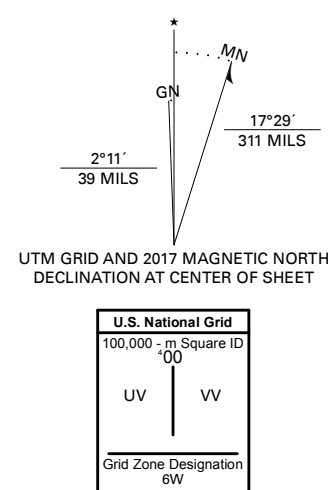 ★
MN
GN
17°29´
311 MILS
2°11´
39 MILS
UTM GRID AND 2017 MAGNETIC NORTH
DECLINATION AT CENTER OF SHEET
U.S. National Grid
100,000 - m Square ID
⁴00
UV VV
Grid Zone Designation
6W